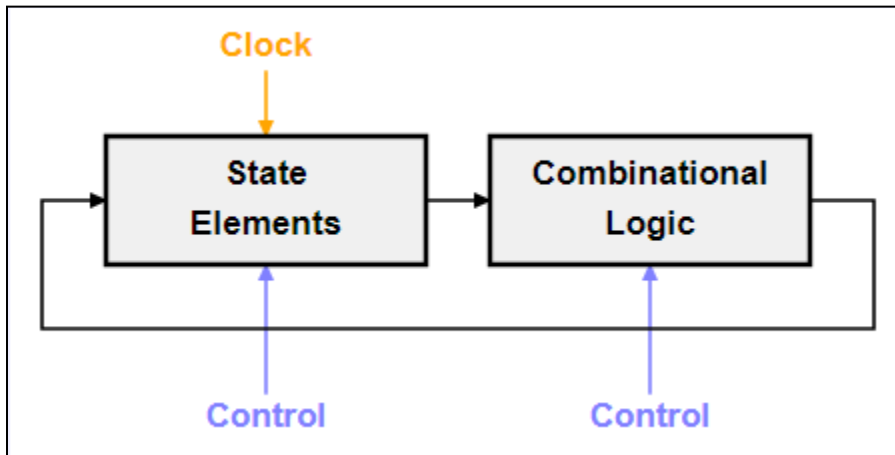 Clock
State
Elements
Combinational
Logic
Control
Control